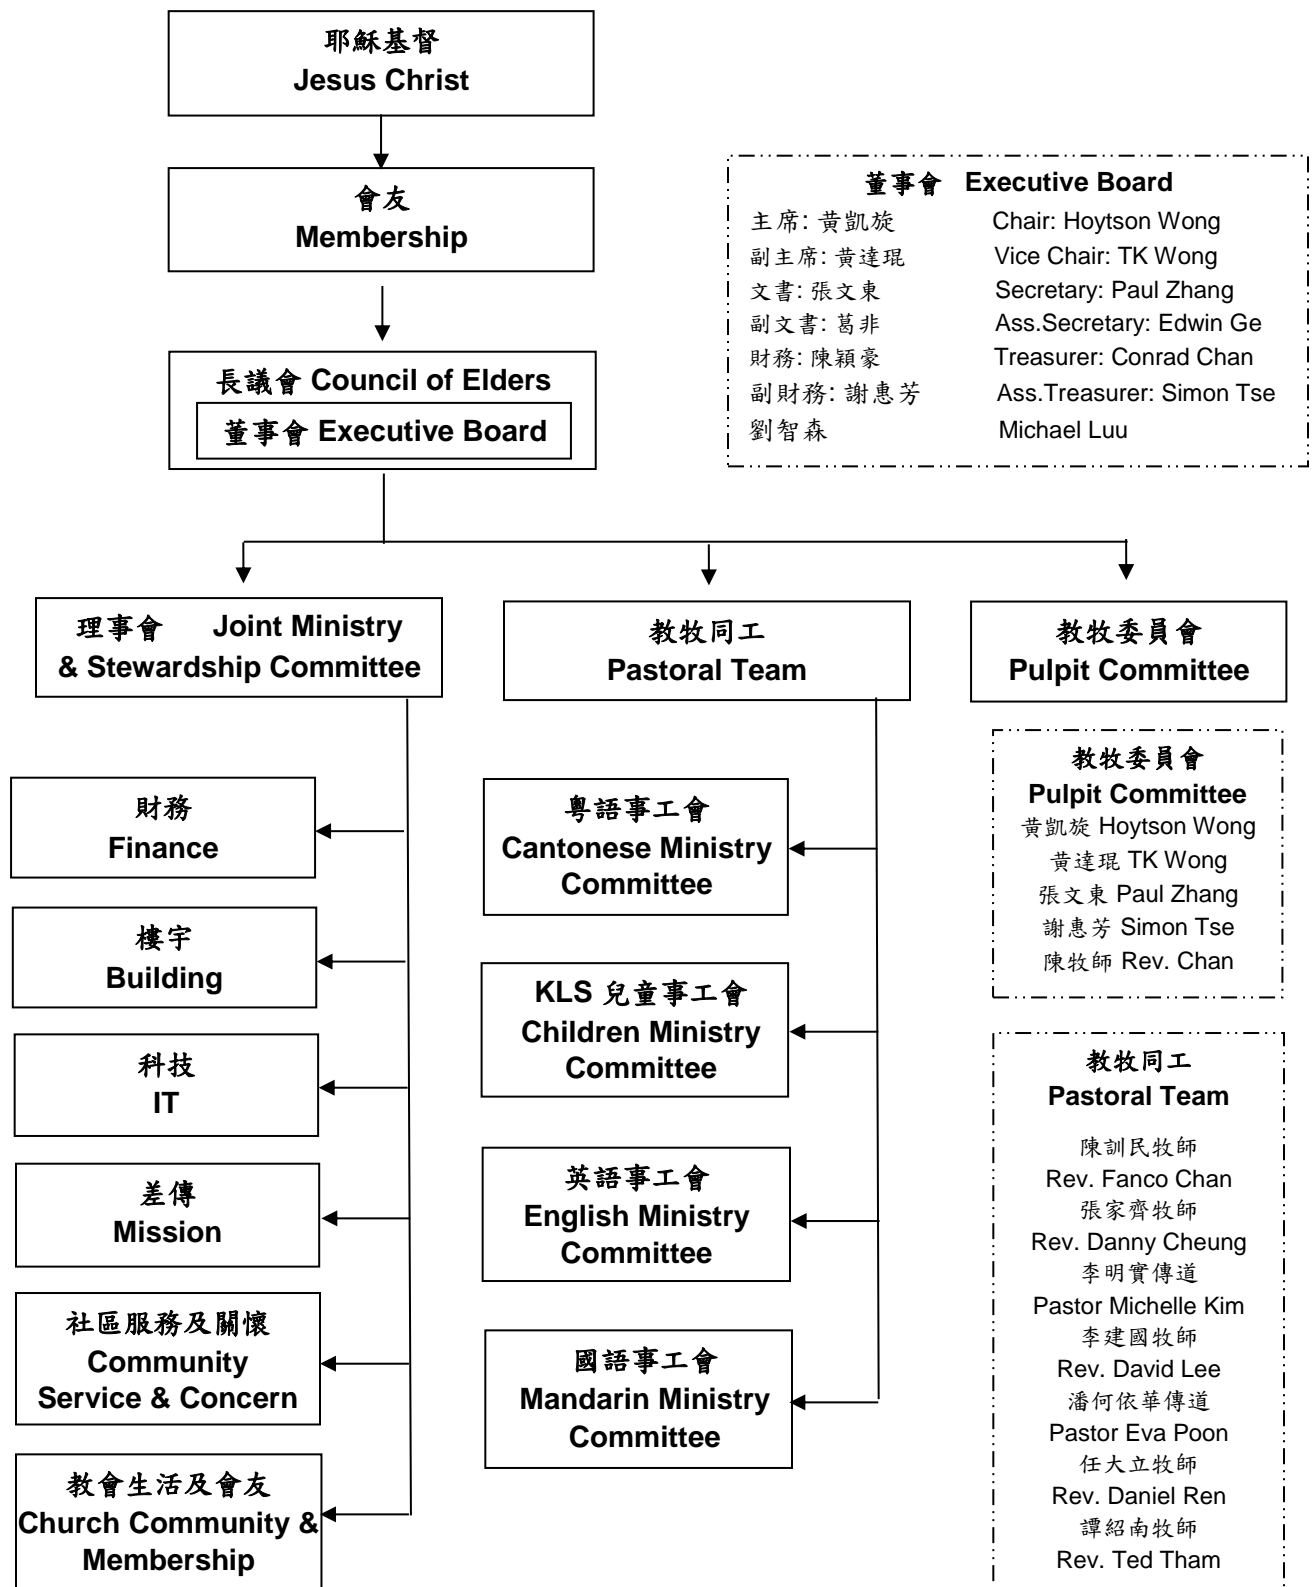 耶穌基督
Jesus Christ
會友
Membership
長議會 Council of Elders
董事會 Executive Board
董事會 Executive Board
主席: 黃凱旋 Chair: Hoytson Wong
副主席: 黃達琨 Vice Chair: TK Wong
文書: 張文東 Secretary: Paul Zhang
副文書: 葛非 Ass.Secretary: Edwin Ge
財務: 陳穎豪 Treasurer: Conrad Chan
副財務: 謝惠芳 Ass.Treasurer: Simon Tse
劉智森 Michael Luu
理事會 Joint Ministry
& Stewardship Committee
財務
Finance
樓宇
Building
科技
IT
差傳
Mission
社區服務及關懷
Community
Service & Concern
教會生活及會友
Church Community &
Membership
教牧同工
Pastoral Team
粵語事工會
Cantonese Ministry
Committee
KLS 兒童事工會
Children Ministry
Committee
英語事工會
English Ministry
Committee
國語事工會
Mandarin Ministry
Committee
教牧委員會
Pulpit Committee
教牧委員會
Pulpit Committee
黃凱旋 Hoytson Wong
黃達琨 TK Wong
張文東 Paul Zhang
謝惠芳 Simon Tse
陳牧師 Rev. Chan
教牧同工
Pastoral Team
陳訓民牧師
Rev. Fanco Chan
張家齊牧師
Rev. Danny Cheung
李明實傳道
Pastor Michelle Kim
李建國牧師
Rev. David Lee
潘何依華傳道
Pastor Eva Poon
任大立牧師
Rev. Daniel Ren
譚紹南牧師
Rev. Ted Tham